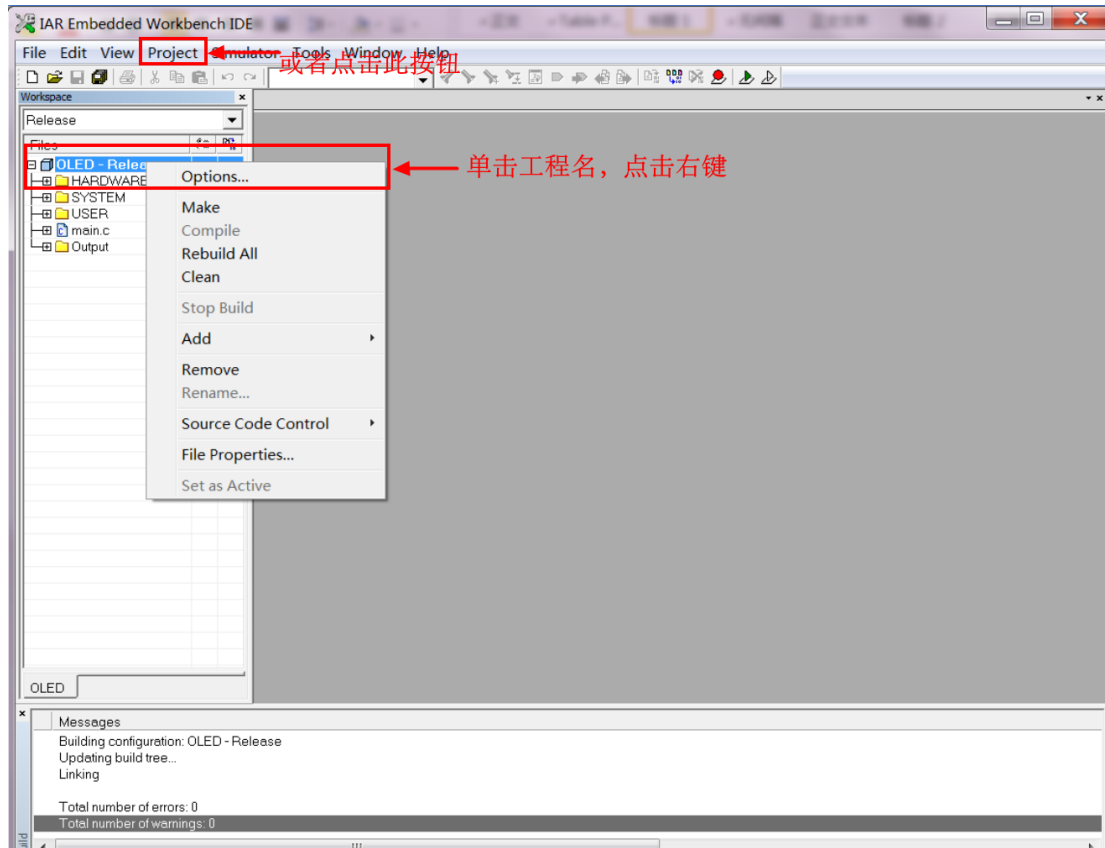 IAR Embedded Workbench IDE
File Edit View Project Simulator Tools Window Help
或者点击此按钮
Workspace
Release
Files
OLED - Relea
单击工程名，点击右键
HARDWARE
Options...
SYSTEM
USER
Make
main.c
Compile
Output
Rebuild All
Clean
Stop Build
Add
Remove
Rename...
Source Code Control
File Properties...
Set as Active
OLED
Messages
Building configuration: OLED - Release
Updating build tree...
Linking
Total number of errors: 0
Total number of warnings: 0